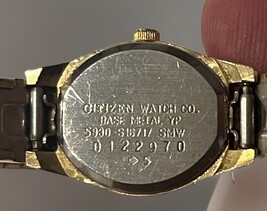 CITIZEN WATCH CO.
BASE METAL YP
5930-S18717 SMW
0122970